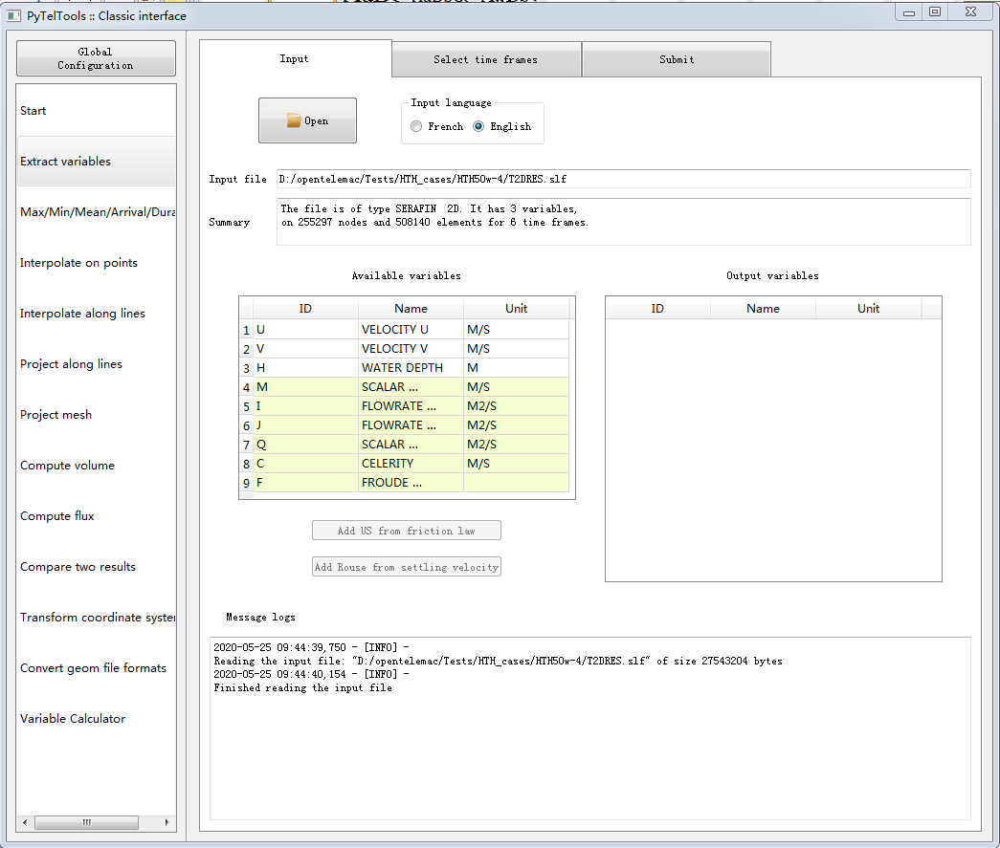 PyTelTools :: Classic interface
Global
Configuration
Start
Extract variables
Max/Min/Mean/Arrival/Dura
Interpolate on points
Interpolate along lines
Project along lines
Project mesh
Compute volume
Compute flux
Compare two results
Transform coordinate syster
Convert geom file formats
Variable Calculator
Input
Select time frames
Submit
Open
Input language
French
English
Input file
D:/opentelemac/Tests/HTH_cases/HTH50w-4/T2DRES.slf
Summary
The file is of type SERAFIN  2D. It has 3 variables,
on 255297 nodes and 508140 elements for 6 time frames.
Available variables
ID Name Unit
1 U VELOCITY U M/S
2 V VELOCITY V M/S
3 H WATER DEPTH M
4 M SCALAR ... M/S
5 I FLOWRATE ... M2/S
6 J FLOWRATE ... M2/S
7 Q SCALAR ... M2/S
8 C CELERITY M/S
9 F FROUDE ...
Add US from friction law
Add Rouse from settling velocity
Output variables
ID Name Unit
Message logs
2020-05-25 09:44:39,750 - [INFO] -
Reading the input file: "D:/opentelemac/Tests/HTH_cases/HTH50w-4/T2DRES.slf" of size 27543204 bytes
2020-05-25 09:44:40,154 - [INFO] -
Finished reading the input file